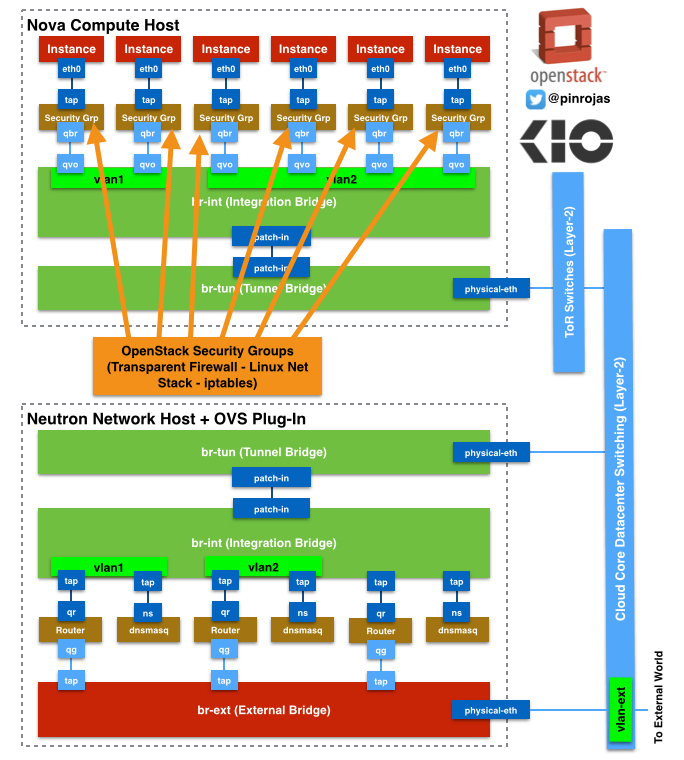 Nova Compute Host
Instance Instance Instance Instance Instance Instance
eth0 eth0 eth0 eth0 eth0 eth0
tap tap tap tap tap tap
Security Grp Security Grp Security Grp Security Grp Security Grp Security Grp
qbr qbr qbr qbr qbr qbr
qvo qvo qvo qvo qvo qvo
vlan1 vlan2
br-int (Integration Bridge)
patch-in
patch-in
br-tun (Tunnel Bridge)
physical-eth
openstack™
@pinrojas
KIO
ToR Switches (Layer-2)
Cloud Core Datacenter Switching (Layer-2)
OpenStack Security Groups
(Transparent Firewall - Linux Net
Stack - iptables)
Neutron Network Host + OVS Plug-In
br-tun (Tunnel Bridge)
physical-eth
patch-in
patch-in
br-int (Integration Bridge)
vlan1 vlan2
tap tap tap tap tap tap
qr ns qr ns qr ns
Router dnsmasq Router dnsmasq Router dnsmasq
qg qg qg
tap tap tap
br-ext (External Bridge)
physical-eth
vlan-ext
To External World